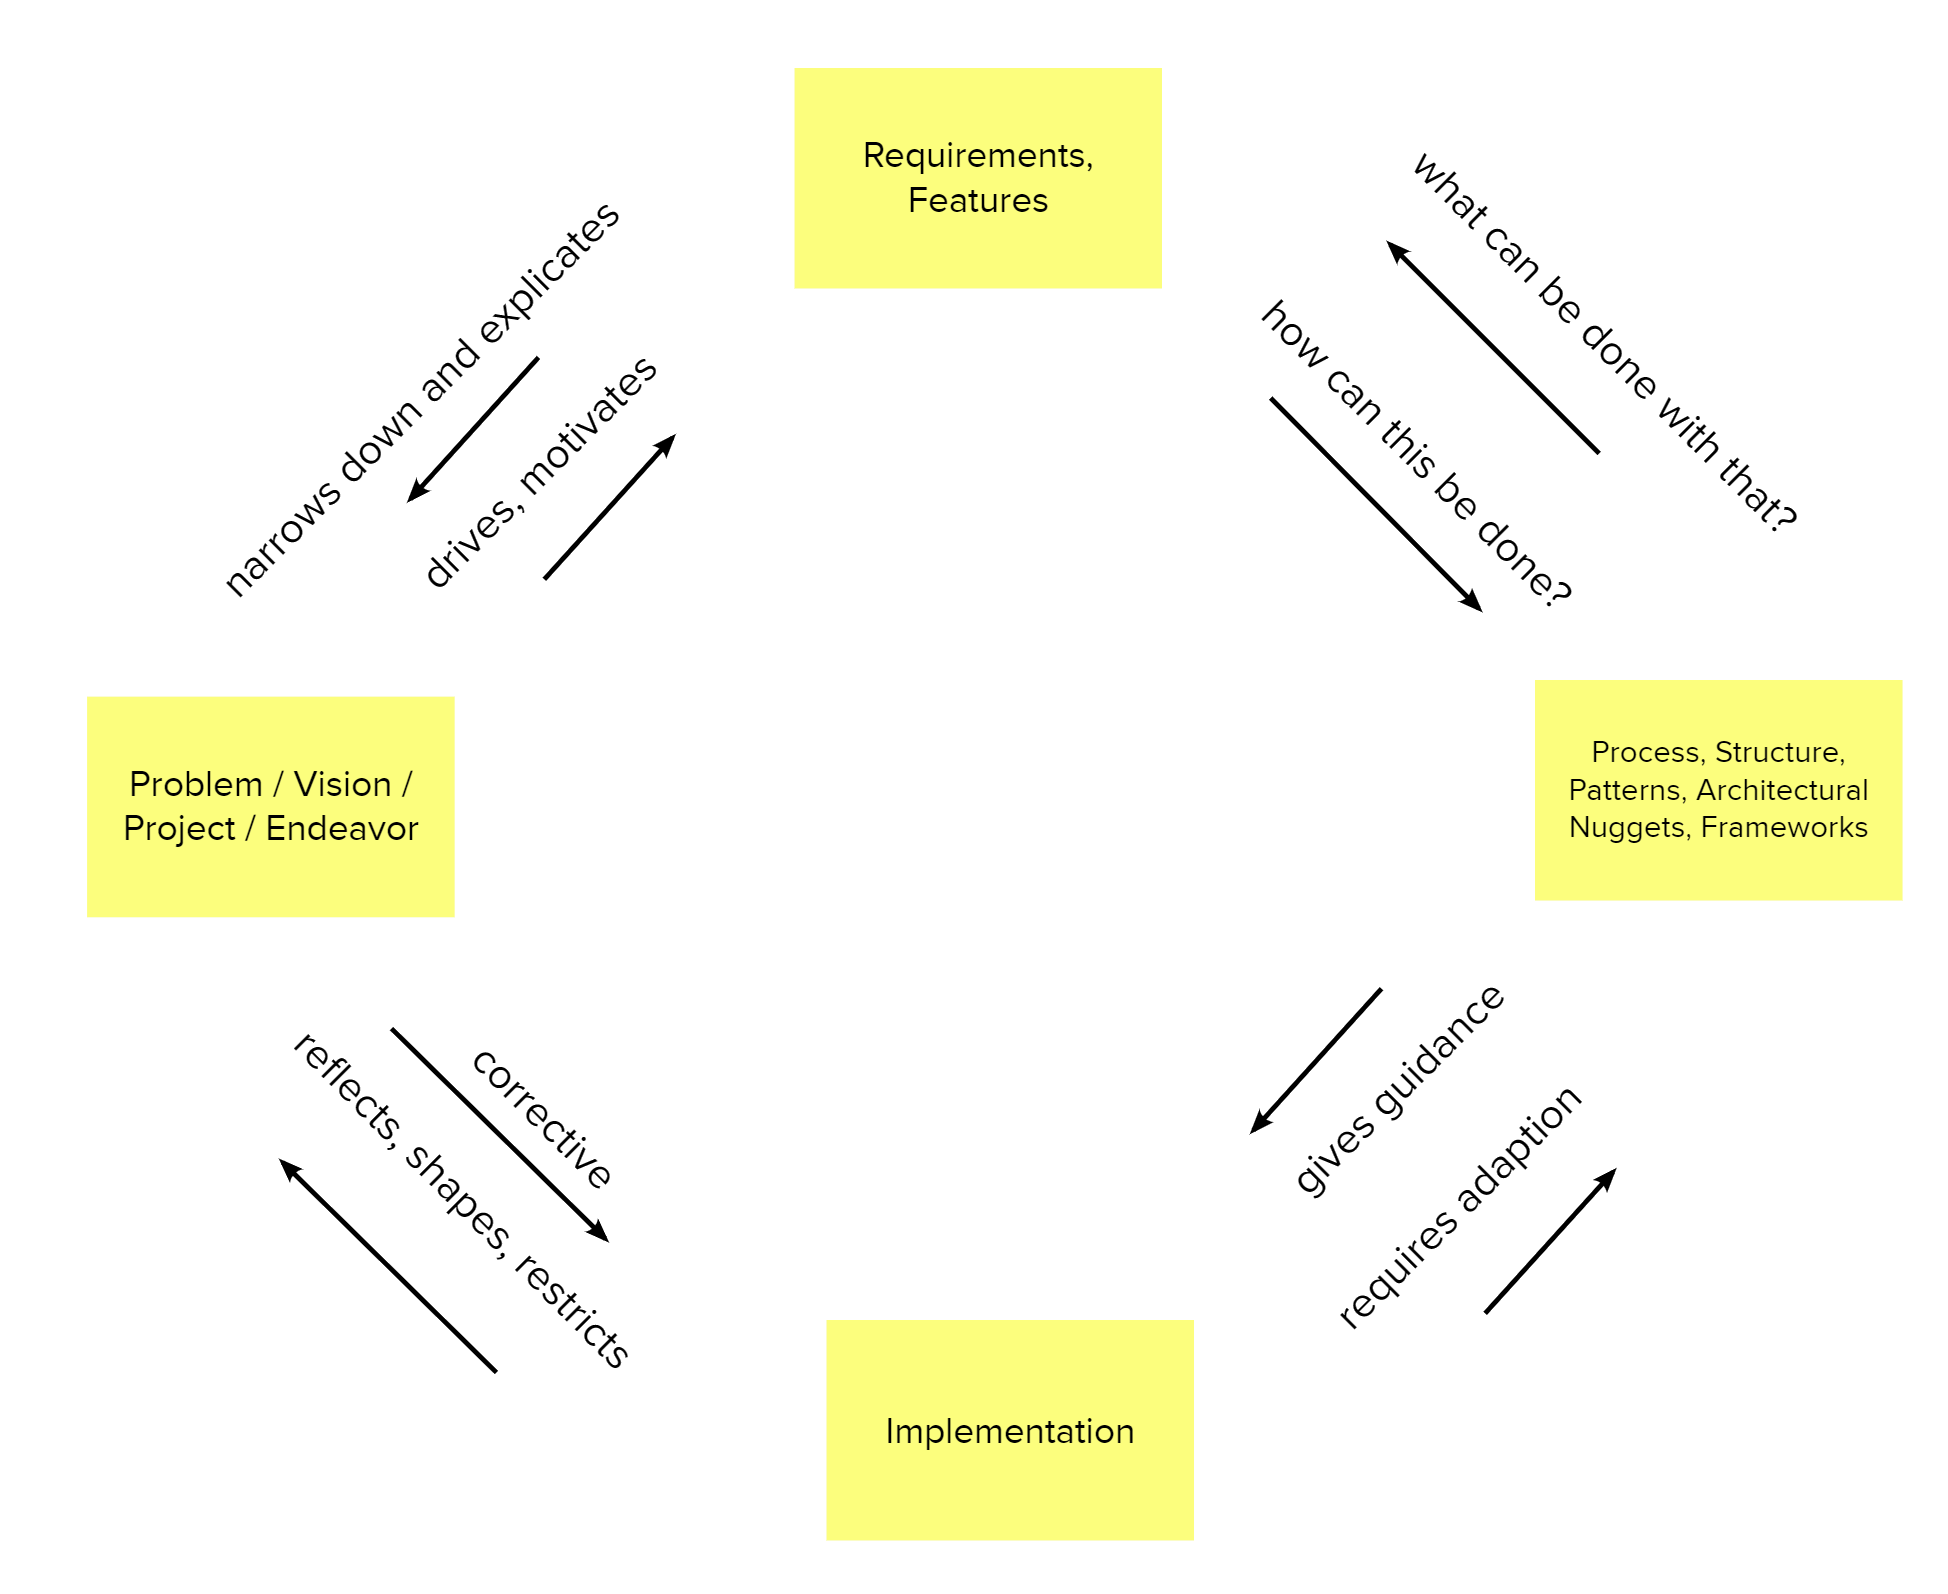 Requirements,
Features
what can be done with that?
narrows down and explicates
how can this be done?
drives, motivates
Problem / Vision /
Project / Endeavor
Process, Structure,
Patterns, Architectural
Nuggets, Frameworks
corrective
reflects, shapes, restricts
gives guidance
requires adaption
Implementation